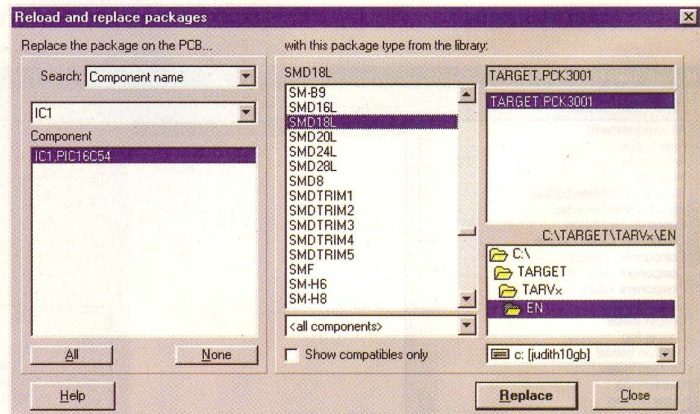 Reload and replace packages
Replace the package on the PCB...
Search: Component name
IC1
Component
IC1,PIC16C54
All
None
Help
with this package type from the library:
SMD18L
SM-B9
SMD16L
SMD18L
SMD20L
SMD24L
SMD28L
SMD8
SMDTRIM1
SMDTRIM2
SMDTRIM3
SMDTRIM4
SMDTRIM5
SMF
SM-H6
SM-H8
<all components>
Show compatibles only
TARGET.PCK3001
TARGET.PCK3001
C:\TARGET\TARVx\EN
C:\
TARGET
TARVx
EN
c: [judith10gb]
Replace
Close